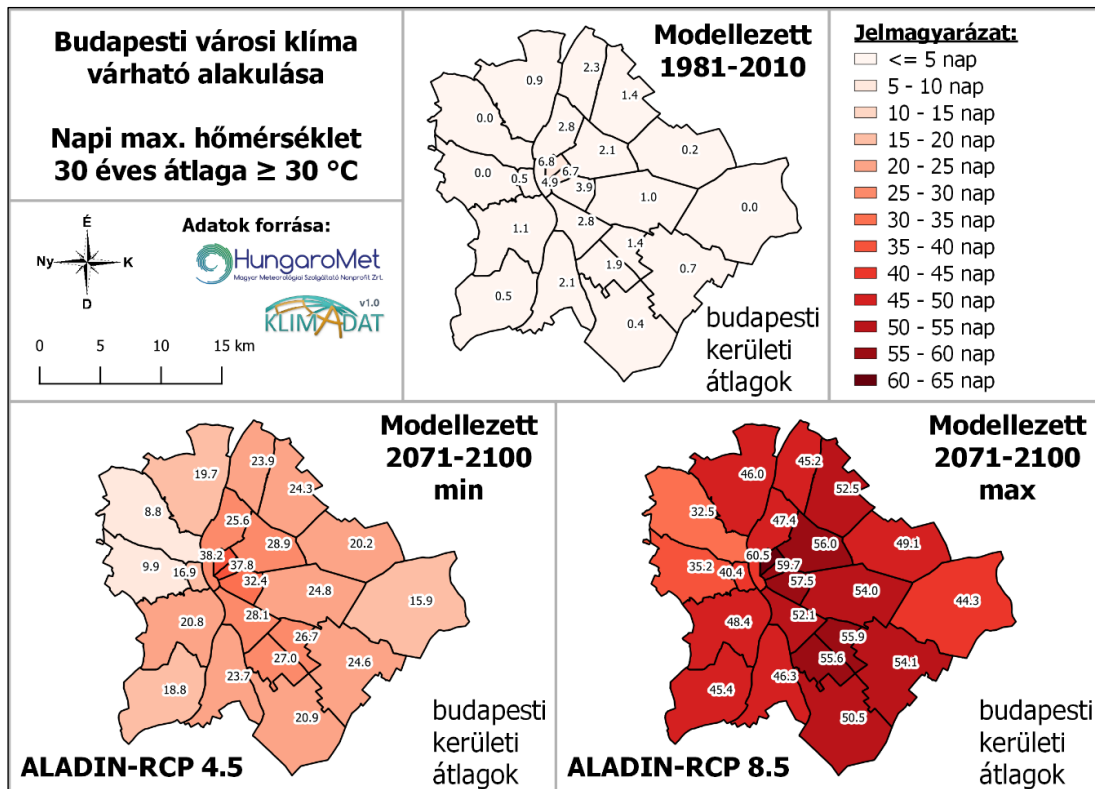 Budapesti városi klíma
várható alakulása
Napi max. hőmérséklet
30 éves átlaga ≥ 30 °C
É
Ny
K
D
Adatok forrása:
HungaroMet
Magyar Meteorológiai Szolgáltató Nonprofit Zrt.
v1.0
KLIMADAT
0
5
10
15 km
Modellezett
1981-2010
0.9
2.3
1.4
0.0
2.8
2.1
0.2
6.8
6.7
0.0
0.5
4.9
3.9
1.0
0.0
1.1
2.8
1.4
1.9
0.7
2.1
0.5
0.4
budapesti
kerületi
átlagok
Jelmagyarázat:
<= 5 nap
5 - 10 nap
10 - 15 nap
15 - 20 nap
20 - 25 nap
25 - 30 nap
30 - 35 nap
35 - 40 nap
40 - 45 nap
45 - 50 nap
50 - 55 nap
55 - 60 nap
60 - 65 nap
Modellezett
2071-2100
min
19.7
23.9
24.3
8.8
25.6
28.9
20.2
38.2
37.8
9.9
16.9
32.4
24.8
15.9
20.8
28.1
26.7
27.0
24.6
23.7
18.8
20.9
budapesti
kerületi
átlagok
ALADIN-RCP 4.5
Modellezett
2071-2100
max
46.0
45.2
52.5
32.5
47.4
56.0
49.1
60.5
59.7
35.2
40.4
57.5
54.0
44.3
48.4
52.1
55.9
55.6
54.1
46.3
45.4
50.5
budapesti
kerületi
átlagok
ALADIN-RCP 8.5